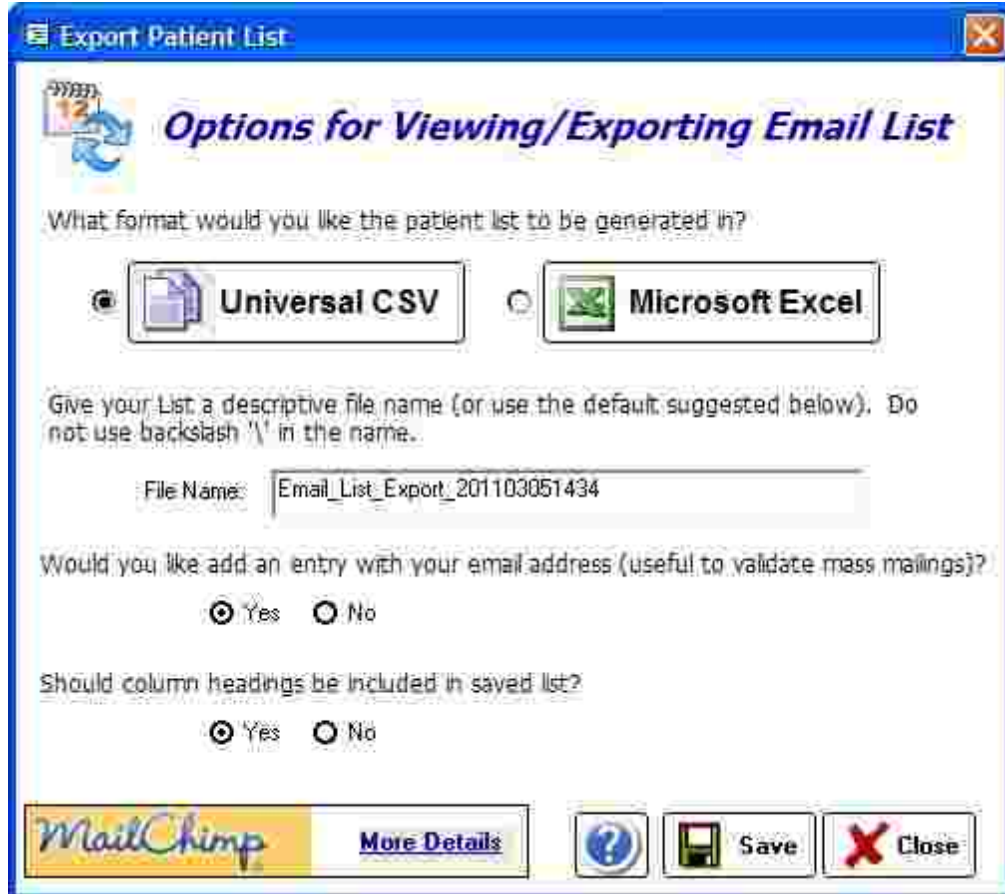 Export Patient List
12
Options for Viewing/Exporting Email List
What format would you like the patient list to be generated in?
Universal CSV
Microsoft Excel
Give your List a descriptive file name (or use the default suggested below). Do
not use backslash '\' in the name.
File Name: Email_List_Export_201103051434
Would you like add an entry with your email address (useful to validate mass mailings)?
Yes No
Should column headings be included in saved list?
Yes No
MailChimp More Details ? Save Close